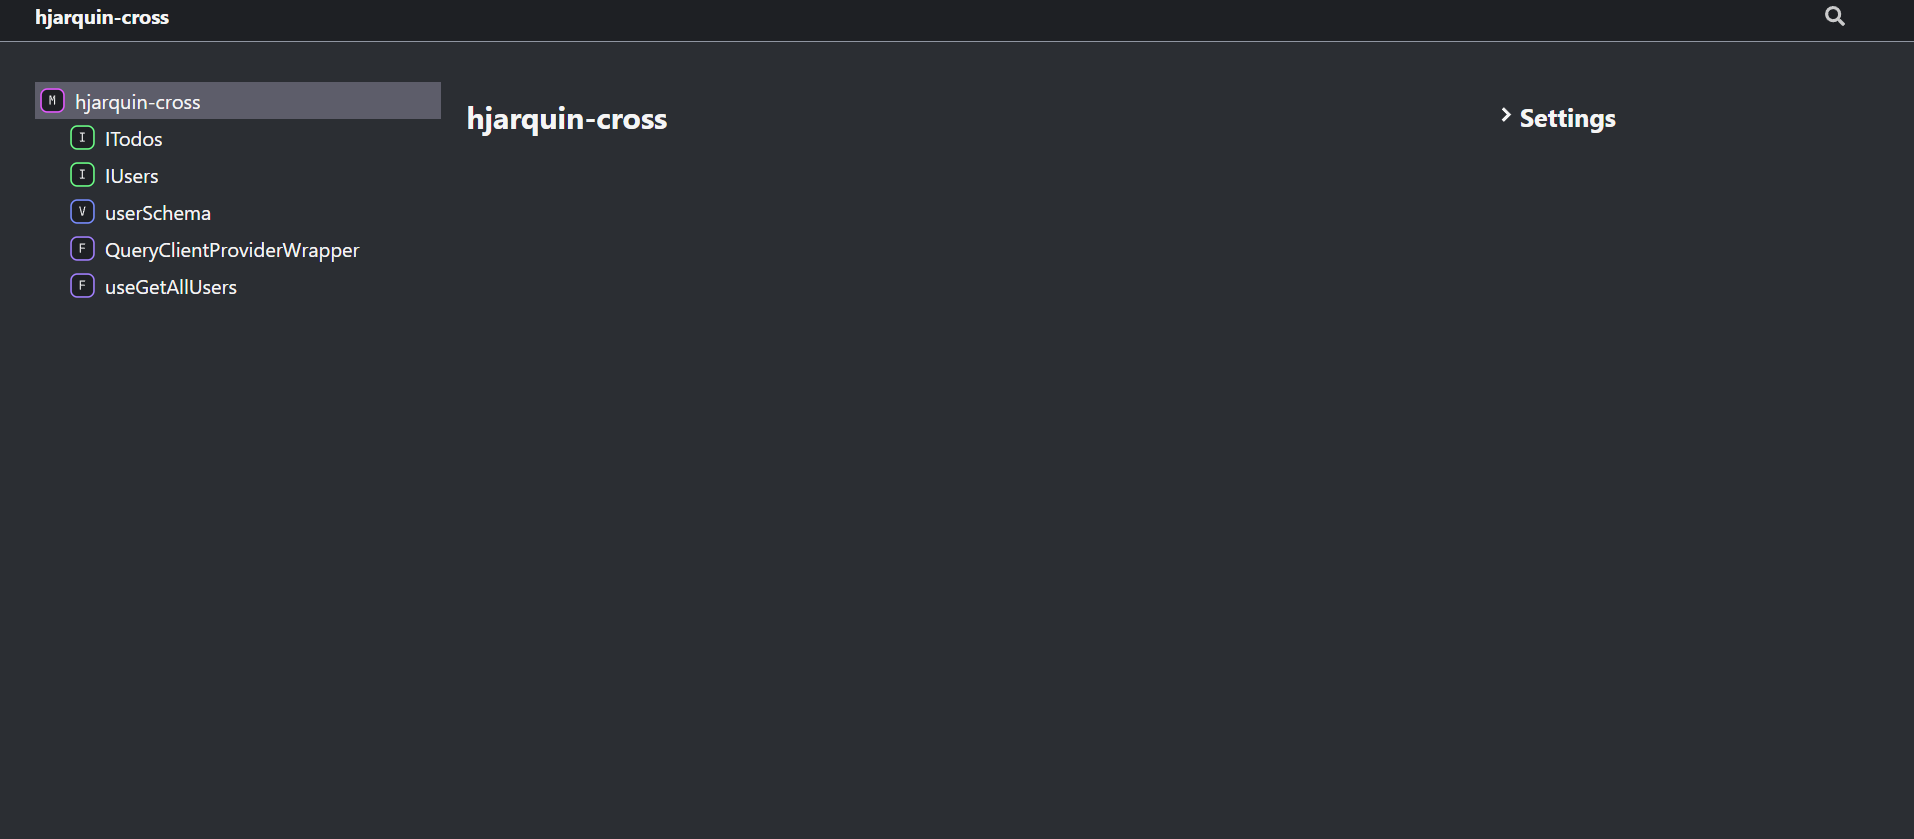 hjarquin-cross
M hjarquin-cross
I ITodos
I IUsers
V userSchema
F QueryClientProviderWrapper
F useGetAllUsers
hjarquin-cross
Settings